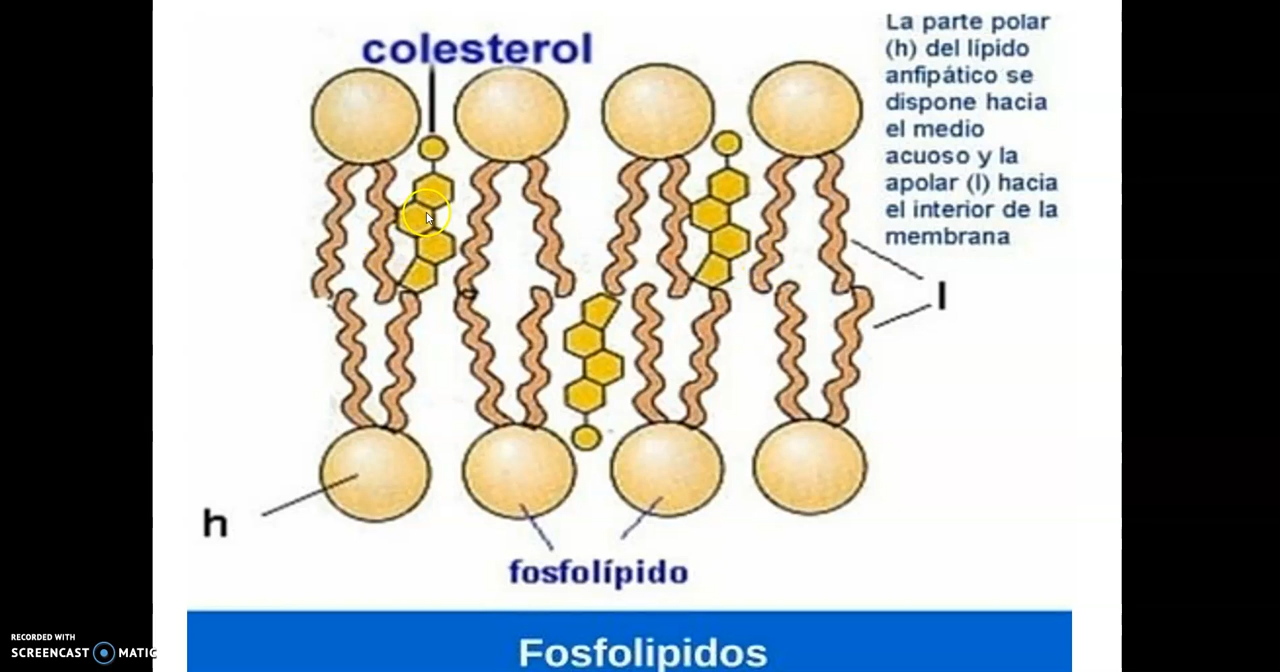 colesterol
La parte polar
(h) del lípido
anfipático se
dispone hacia
el medio
acuoso y la
apolar (l) hacia
el interior de la
membrana
l
h
fosfolípido
Fosfolipidos
RECORDED WITH
SCREENCAST MATIC